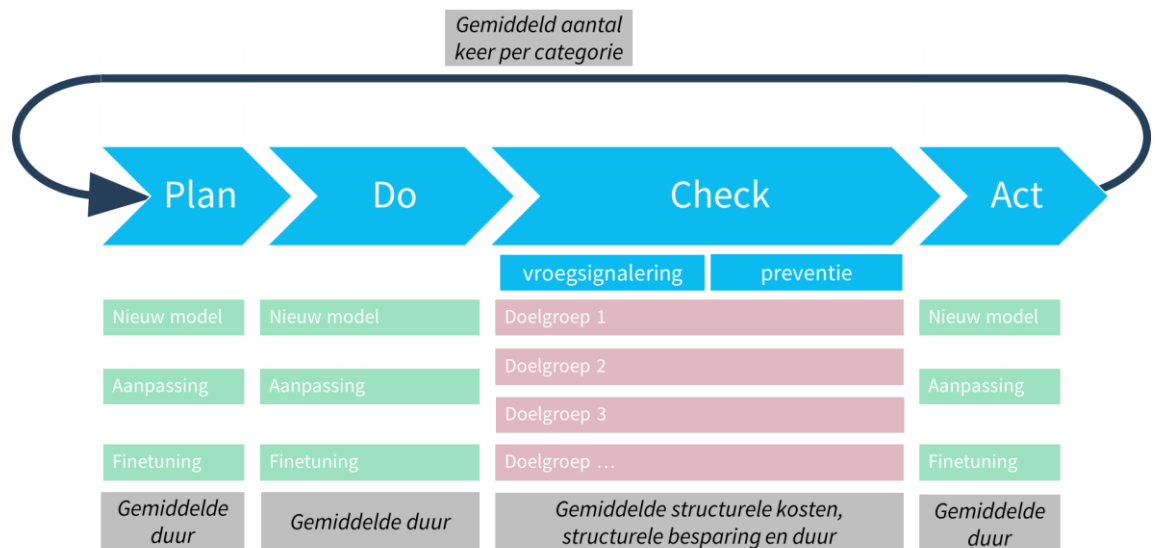 Gemiddeld aantal
keer per categorie
Plan
Do
Check
Act
vroegsignalering
preventie
Nieuw model
Nieuw model
Doelgroep 1
Nieuw model
Doelgroep 2
Aanpassing
Aanpassing
Aanpassing
Doelgroep 3
Finetuning
Finetuning
Doelgroep ...
Finetuning
Gemiddelde
duur
Gemiddelde duur
Gemiddelde structurele kosten,
structurele besparing en duur
Gemiddelde
duur